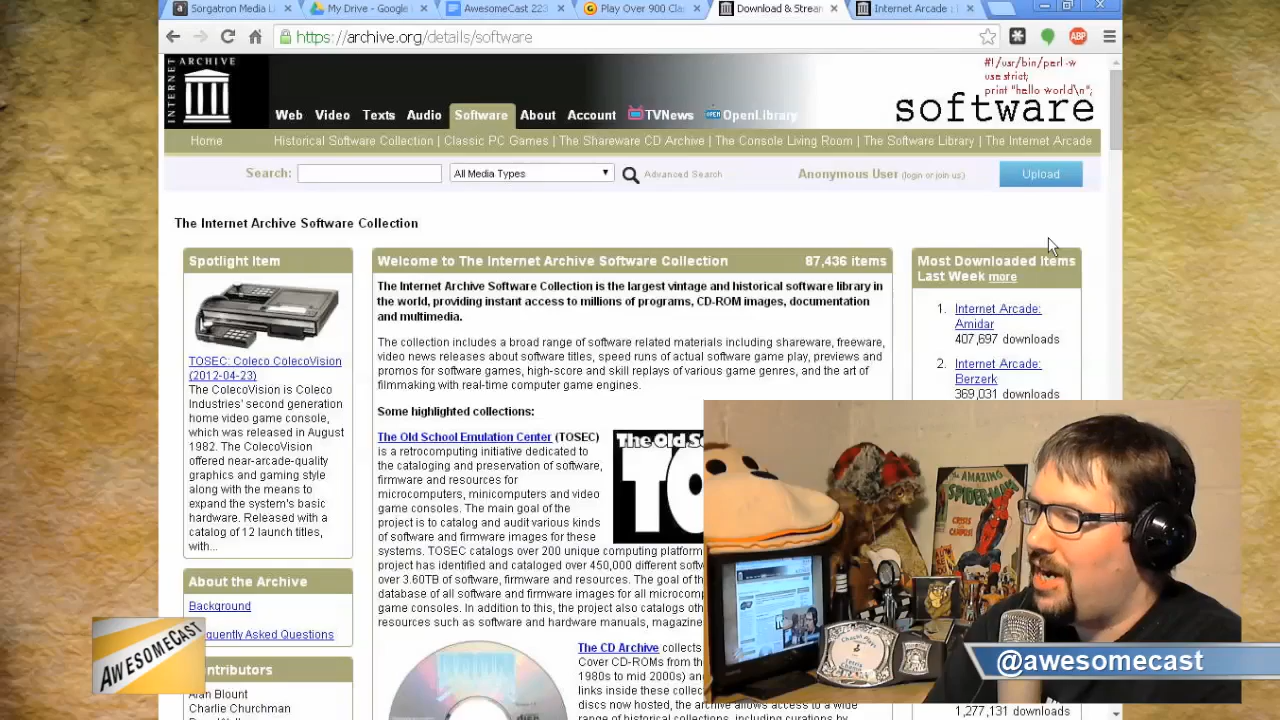 Sorgatron Media Li
My Drive - Google
AwesomeCast 223
Play Over 900 Cla
Download & Strea
Internet Arcade :
https://archive.org/details/software
ABP
INTERNET ARCHIVE
#!/usr/bin/perl -w
use strict;
print "hello world\n";
software
Web Video Texts Audio Software About Account TVNews OpenLibrary
Home Historical Software Collection | Classic PC Games | The Shareware CD Archive | The Console Living Room | The Software Library | The Internet Arcade
Search: All Media Types Advanced Search Anonymous User (login or join us) Upload
The Internet Archive Software Collection
Spotlight Item
TOSEC: Coleco ColecoVision
(2012-04-23)
The ColecoVision is Coleco
Industries' second generation
home video game console,
which was released in August
1982. The ColecoVision
offered near-arcade-quality
graphics and gaming style
along with the means to
expand the system's basic
hardware. Released with a
catalog of 12 launch titles,
with...
About the Archive
Background
equently Asked Questions
ntributors
Alan Blount
Charlie Churchman
Welcome to The Internet Archive Software Collection 87,436 items
The Internet Archive Software Collection is the largest vintage and historical software library in
the world, providing instant access to millions of programs, CD-ROM images, documentation
and multimedia.
The collection includes a broad range of software related materials including shareware, freeware,
video news releases about software titles, speed runs of actual software game play, previews and
promos for software games, high-score and skill replays of various game genres, and the art of
filmmaking with real-time computer game engines.
Some highlighted collections:
The Old School Emulation Center (TOSEC)
is a retrocomputing initiative dedicated to
the cataloging and preservation of software,
firmware and resources for
microcomputers, minicomputers and video
game consoles. The main goal of the
project is to catalog and audit various kinds
of software and firmware images for these
systems. TOSEC catalogs over 200 unique computing platform
project has identified and cataloged over 450,000 different softw
over 3.60TB of software, firmware and resources. The goal of th
database of all software and firmware images for all microcomp
game consoles. In addition to this, the project also catalogs oth
resources such as software and hardware manuals, magazine
The Old S
TO
The CD Archive collects
Cover CD-ROMs from the
1980s to mid 2000s) and
links inside these collec
discs now hosted, the archive allows access to a wide
range of historical collections, including curations by
Most Downloaded Items
Last Week more
1. Internet Arcade:
Amidar
407,697 downloads
2. Internet Arcade:
Berzerk
369,031 downloads
1,277,131 downloads
THE AMAZING
SPIDER-MAN
CRISIS
ON
CAMPUS!
AWESOMECAST
@awesomecast